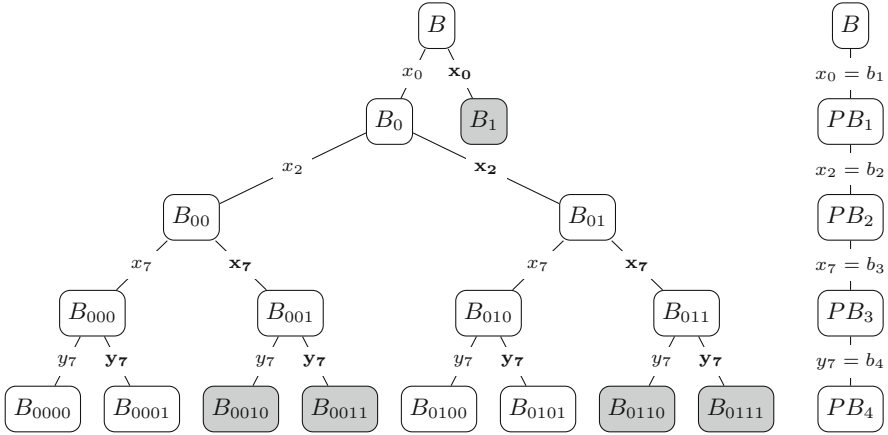 B B
x₀ **x₀** x₀ = b₁
B₀ B₁ PB₁
x₂ **x₂** x₂ = b₂
B₀₀ B₀₁ PB₂
x₇ **x₇** x₇ **x₇** x₇ = b₃
B₀₀₀ B₀₀₁ B₀₁₀ B₀₁₁ PB₃
y₇ **y₇** y₇ **y₇** y₇ **y₇** y₇ **y₇** y₇ = b₄
B₀₀₀₀ B₀₀₀₁ B₀₀₁₀ B₀₀₁₁ B₀₁₀₀ B₀₁₀₁ B₀₁₁₀ B₀₁₁₁ PB₄